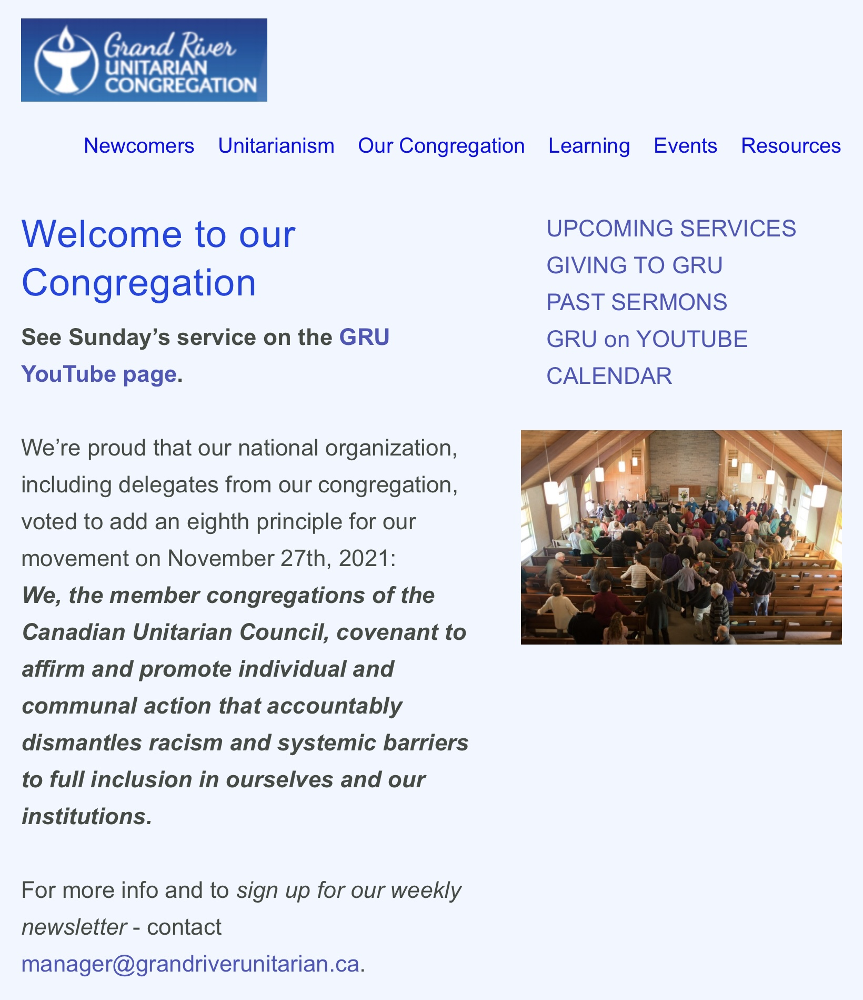 Grand River
UNITARIAN
CONGREGATION
Newcomers Unitarianism Our Congregation Learning Events Resources
Welcome to our
Congregation
See Sunday’s service on the GRU
YouTube page.
We’re proud that our national organization,
including delegates from our congregation,
voted to add an eighth principle for our
movement on November 27th, 2021:
We, the member congregations of the
Canadian Unitarian Council, covenant to
affirm and promote individual and
communal action that accountably
dismantles racism and systemic barriers
to full inclusion in ourselves and our
institutions.
For more info and to sign up for our weekly
newsletter - contact
manager@grandriverunitarian.ca.
UPCOMING SERVICES
GIVING TO GRU
PAST SERMONS
GRU on YOUTUBE
CALENDAR